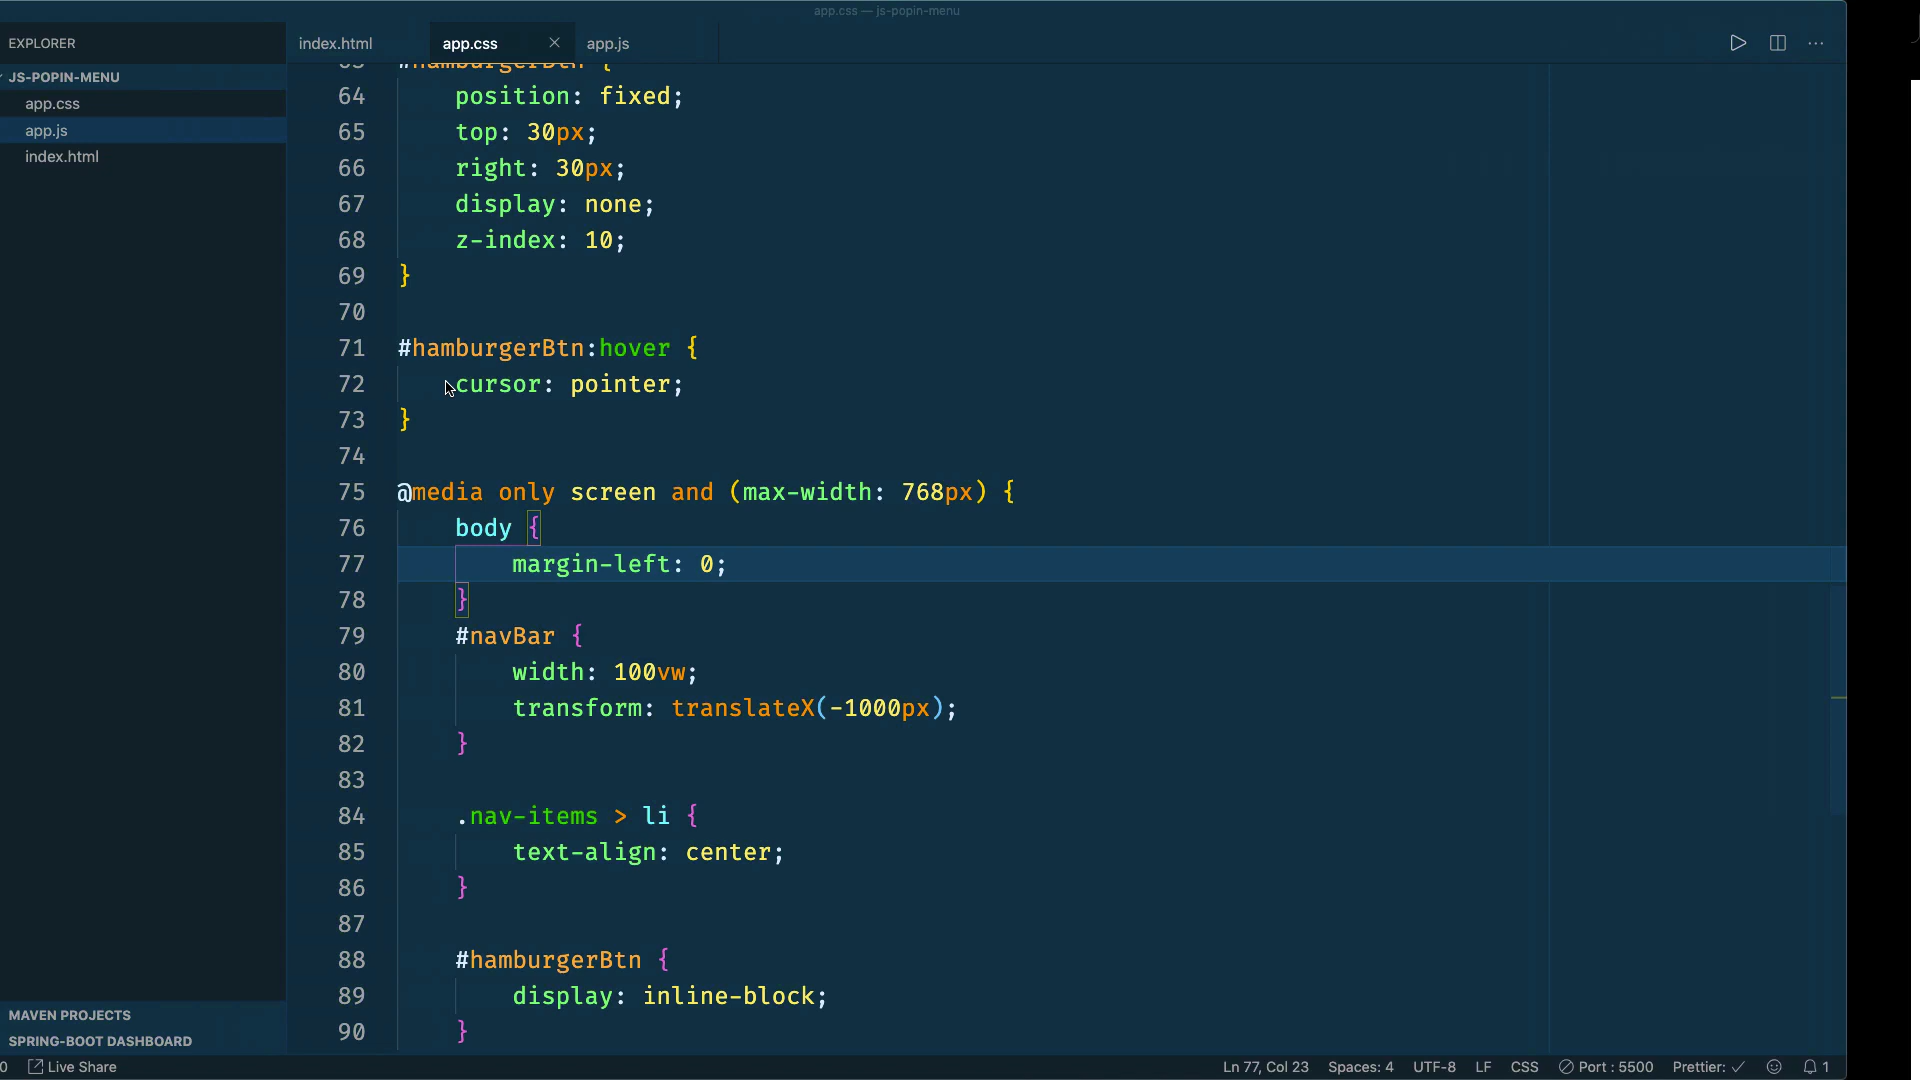 app.css — js-popin-menu
EXPLORER
index.html
app.css
app.js
JS-POPIN-MENU
app.css
app.js
index.html
#hamburgerBtn {
64 position: fixed;
65 top: 30px;
66 right: 30px;
67 display: none;
68 z-index: 10;
69 }
70
71 #hamburgerBtn:hover {
72 cursor: pointer;
73 }
74
75 @media only screen and (max-width: 768px) {
76 body {
77 margin-left: 0;
78 }
79 #navBar {
80 width: 100vw;
81 transform: translateX(-1000px);
82 }
83
84 .nav-items > li {
85 text-align: center;
86 }
87
88 #hamburgerBtn {
89 display: inline-block;
90 }
MAVEN PROJECTS
SPRING-BOOT DASHBOARD
0 Live Share
Ln 77, Col 23 Spaces: 4 UTF-8 LF CSS Port : 5500 Prettier: ✓ 1